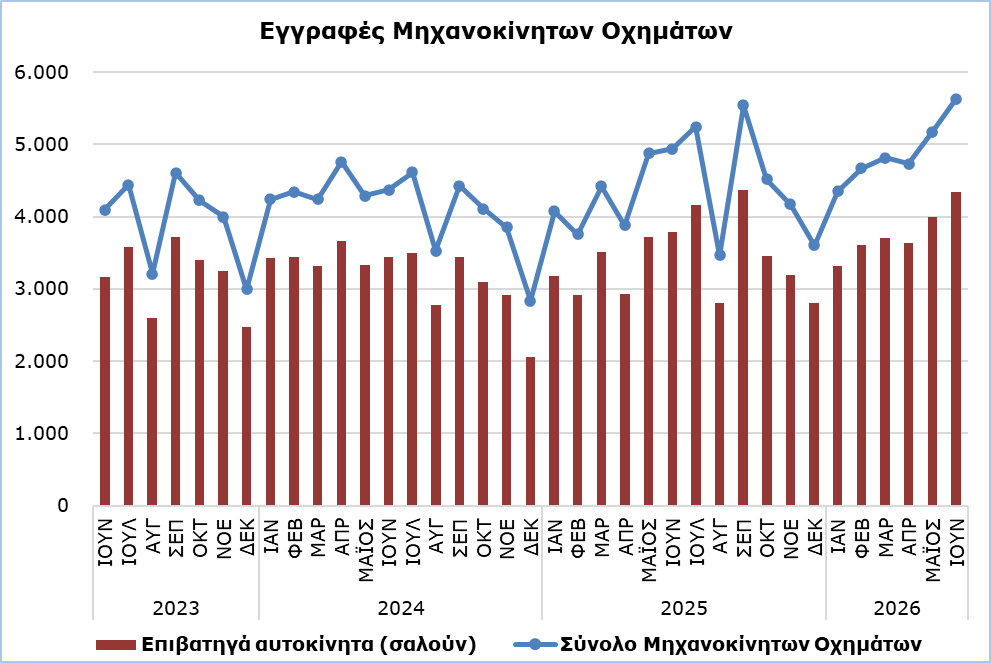 Εγγραφές Μηχανοκίνητων Οχημάτων
6.000
5.000
4.000
3.000
2.000
1.000
0
ΙΟΥΝ ΙΟΥΛ ΑΥΓ ΣΕΠ ΟΚΤ ΝΟΕ ΔΕΚ ΙΑΝ ΦΕΒ ΜΑΡ ΑΠΡ ΜΑΪΟΣ ΙΟΥΝ ΙΟΥΛ ΑΥΓ ΣΕΠ ΟΚΤ ΝΟΕ ΔΕΚ ΙΑΝ ΦΕΒ ΜΑΡ ΑΠΡ ΜΑΪΟΣ ΙΟΥΝ ΙΟΥΛ ΑΥΓ ΣΕΠ ΟΚΤ ΝΟΕ ΔΕΚ ΙΑΝ ΦΕΒ ΜΑΡ ΑΠΡ ΜΑΪΟΣ ΙΟΥΝ
2023 2024 2025 2026
Επιβατηγά αυτοκίνητα (σαλούν) Σύνολο Μηχανοκίνητων Οχημάτων